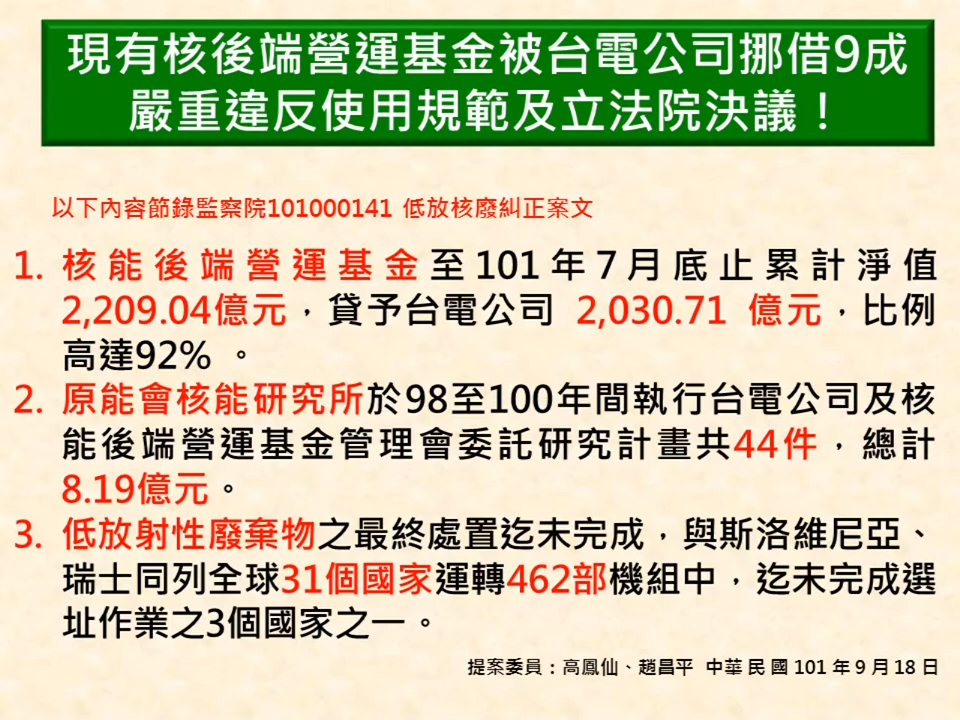 現有核後端營運基金被台電公司挪借9成
嚴重違反使用規範及立法院決議！
以下內容節錄監察院101000141 低放核廢糾正案文
1. 核能後端營運基金至101年7月底止累計淨值
2,209.04億元，貸予台電公司 2,030.71 億元，比例
高達92% 。
2. 原能會核能研究所於98至100年間執行台電公司及核
能後端營運基金管理會委託研究計畫共44件，總計
8.19億元。
3. 低放射性廢棄物之最終處置迄未完成，與斯洛維尼亞、
瑞士同列全球31個國家運轉462部機組中，迄未完成選
址作業之3個國家之一。
提案委員：高鳳仙、趙昌平 中華民國101年9月18日